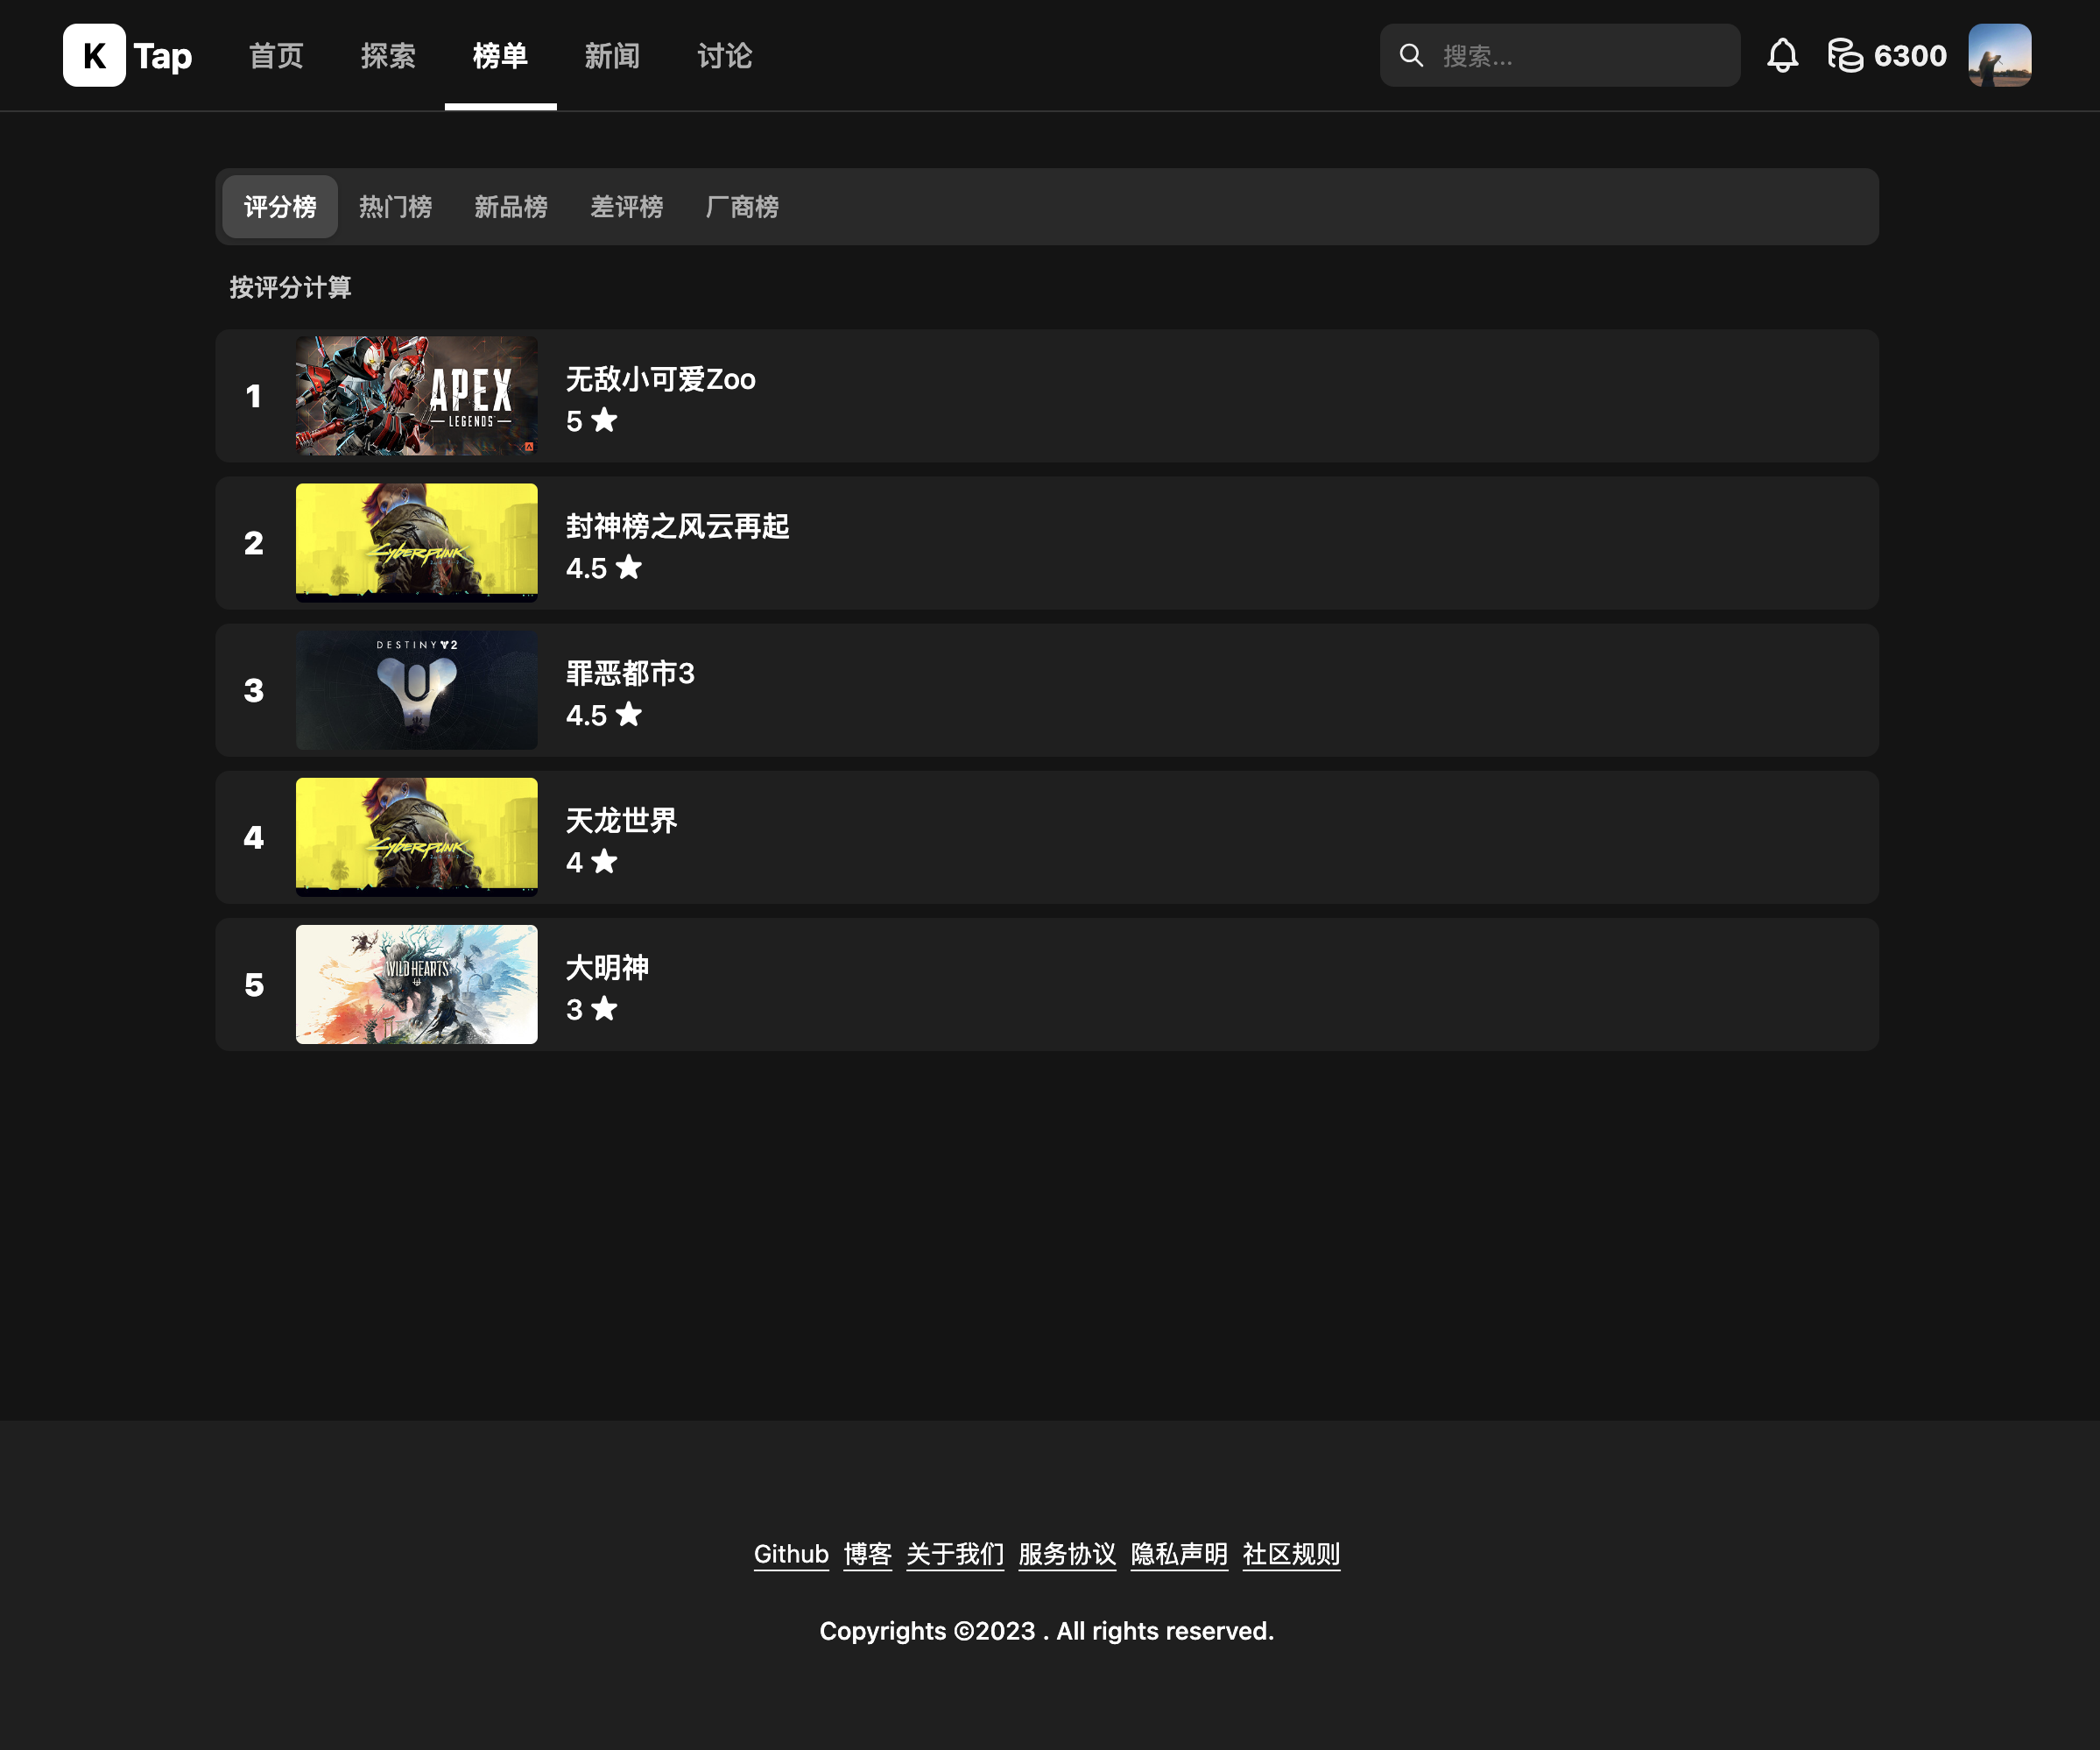 K Tap 首页 探索 榜单 新闻 讨论 搜索... 6300
评分榜 热门榜 新品榜 差评榜 厂商榜
按评分计算
1
APEX
LEGENDS
无敌小可爱Zoo
5
2
Cyberpunk
封神榜之风云再起
4.5
3
DESTINY 2
罪恶都市3
4.5
4
Cyberpunk
天龙世界
4
5
WILD HEARTS
大明神
3
Github 博客 关于我们 服务协议 隐私声明 社区规则
Copyrights ©2023 . All rights reserved.